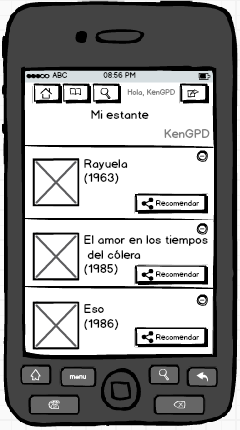 ABC 08:56 PM
Hola, KenGPD
Mi estante
KenGPD
Rayuela
(1963)
Recomendar
El amor en los tiempos
del cólera
(1985)
Recomendar
Eso
(1986)
Recomendar
menu